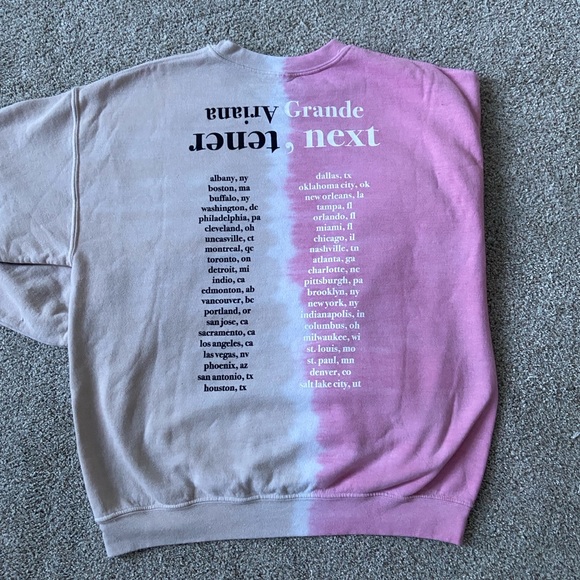 Ariana Grande
tener, next
albany, ny
boston, ma
buffalo, ny
washington, dc
philadelphia, pa
cleveland, oh
uncasville, ct
montreal, qc
toronto, on
detroit, mi
indio, ca
edmonton, ab
vancouver, bc
portland, or
san jose, ca
sacramento, ca
los angeles, ca
las vegas, nv
phoenix, az
san antonio, tx
houston, tx
dallas, tx
oklahoma city, ok
new orleans, la
tampa, fl
orlando, fl
miami, fl
chicago, il
nashville, tn
atlanta, ga
charlotte, nc
pittsburgh, pa
brooklyn, ny
new york, ny
indianapolis, in
columbus, oh
milwaukee, wi
st. louis, mo
st. paul, mn
denver, co
salt lake city, ut